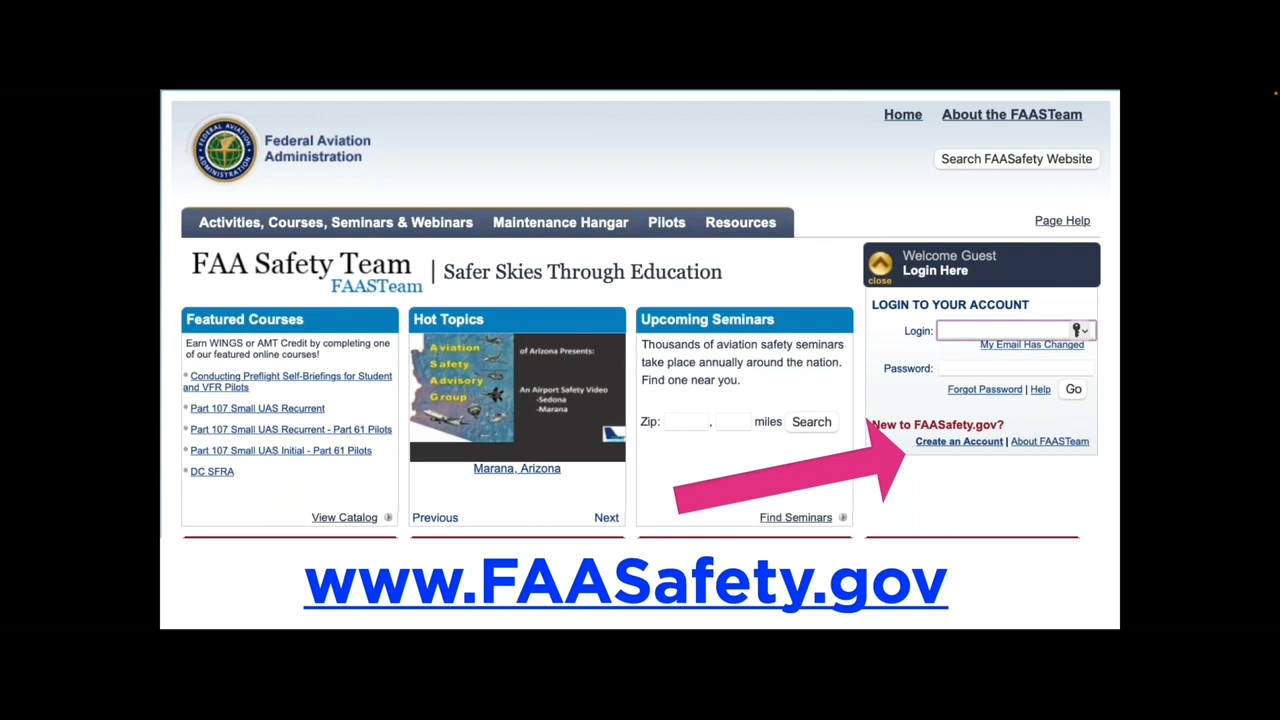 Home About the FAASTeam
Federal Aviation
Administration
Search FAASafety Website
Activities, Courses, Seminars & Webinars Maintenance Hangar Pilots Resources
Page Help
FAA Safety Team
FAASTeam
| Safer Skies Through Education
Welcome Guest
Login Here
close
LOGIN TO YOUR ACCOUNT
Login:
My Email Has Changed
Password:
Forgot Password | Help Go
New to FAASafety.gov?
Create an Account | About FAASTeam
Featured Courses
Earn WINGS or AMT Credit by completing one
of our featured online courses!
Conducting Preflight Self-Briefings for Student
and VFR Pilots
Part 107 Small UAS Recurrent
Part 107 Small UAS Recurrent - Part 61 Pilots
Part 107 Small UAS Initial - Part 61 Pilots
DC SFRA
View Catalog
Hot Topics
Aviation
Safety
Advisory
Group
of Arizona Presents:
An Airport Safety Video
-Sedona
-Marana
Marana, Arizona
Previous Next
Upcoming Seminars
Thousands of aviation safety seminars
take place annually around the nation.
Find one near you.
Zip: , miles Search
Find Seminars
www.FAASafety.gov